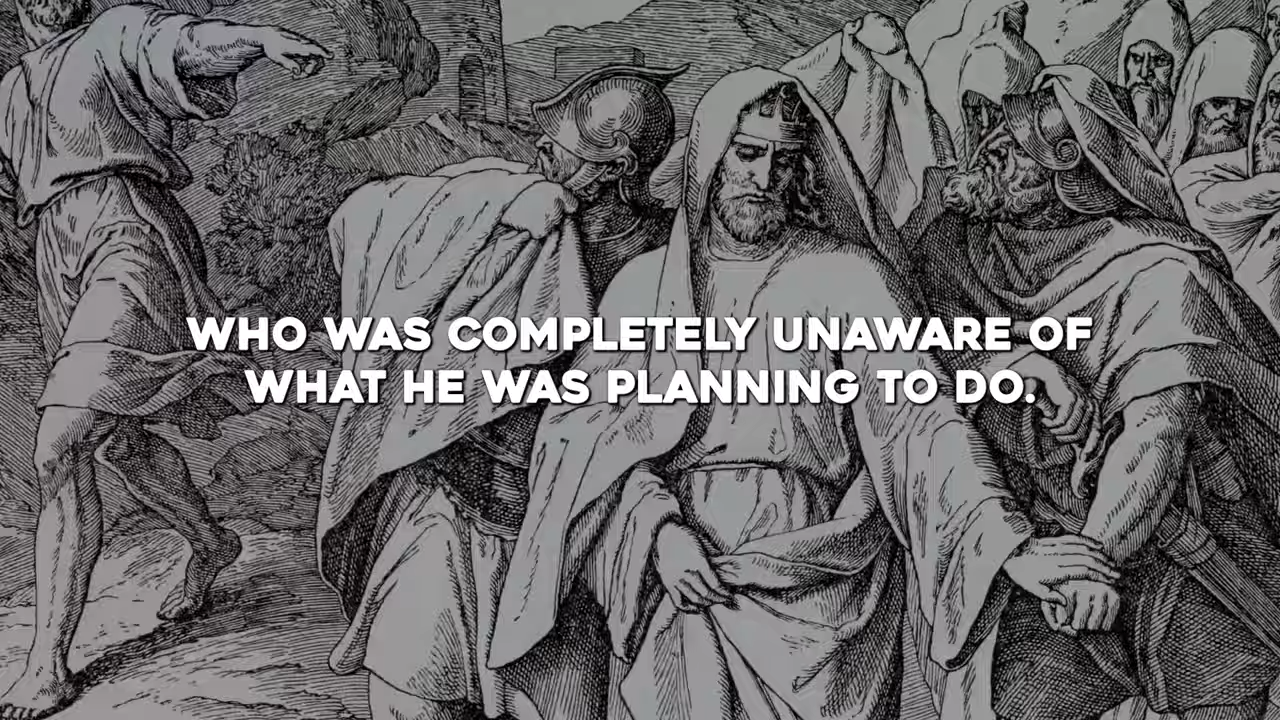 WHO WAS COMPLETELY UNAWARE OF
WHAT HE WAS PLANNING TO DO.